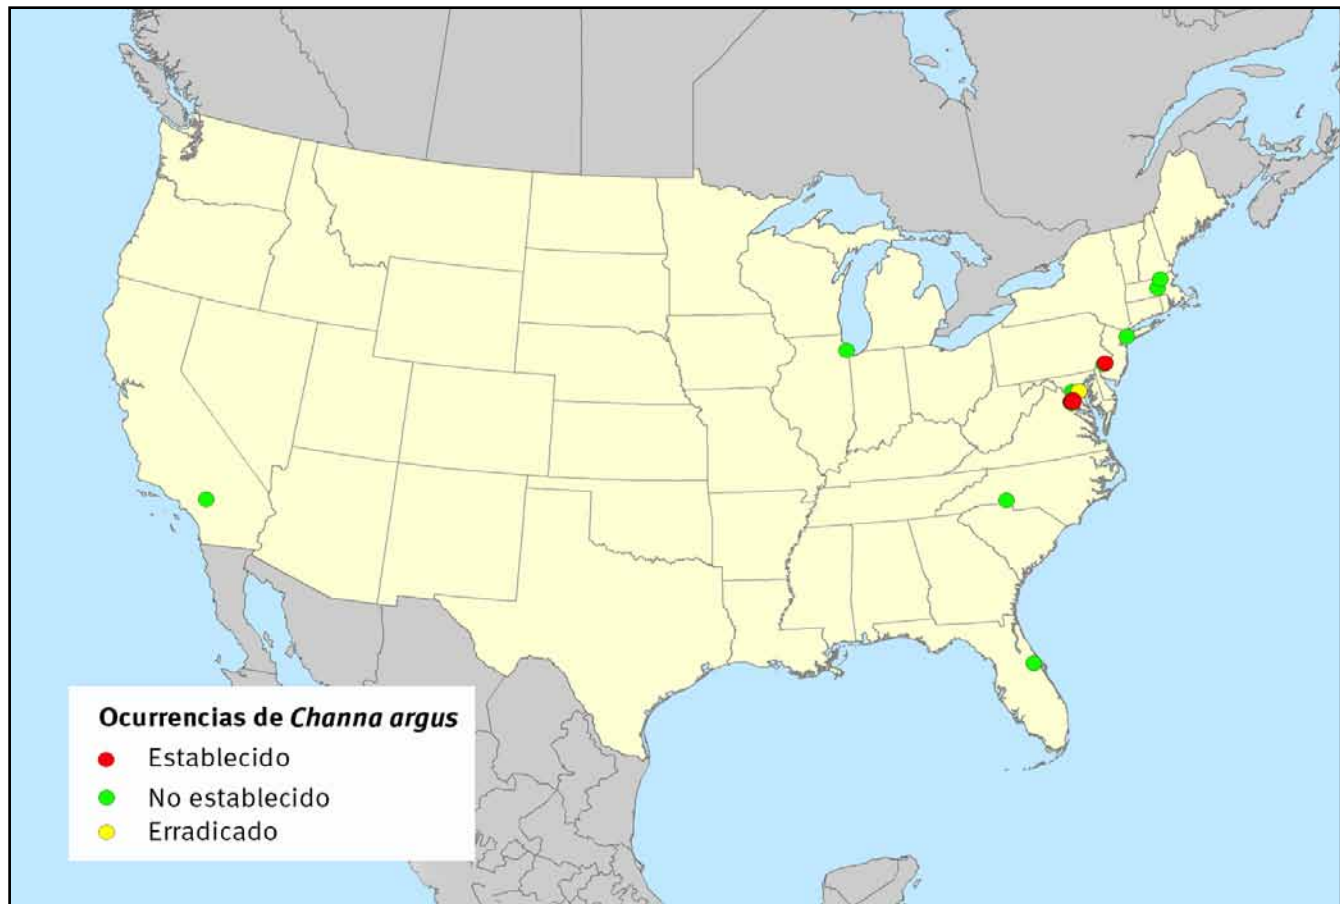 Ocurrencias de Channa argus
Establecido
No establecido
Erradicado